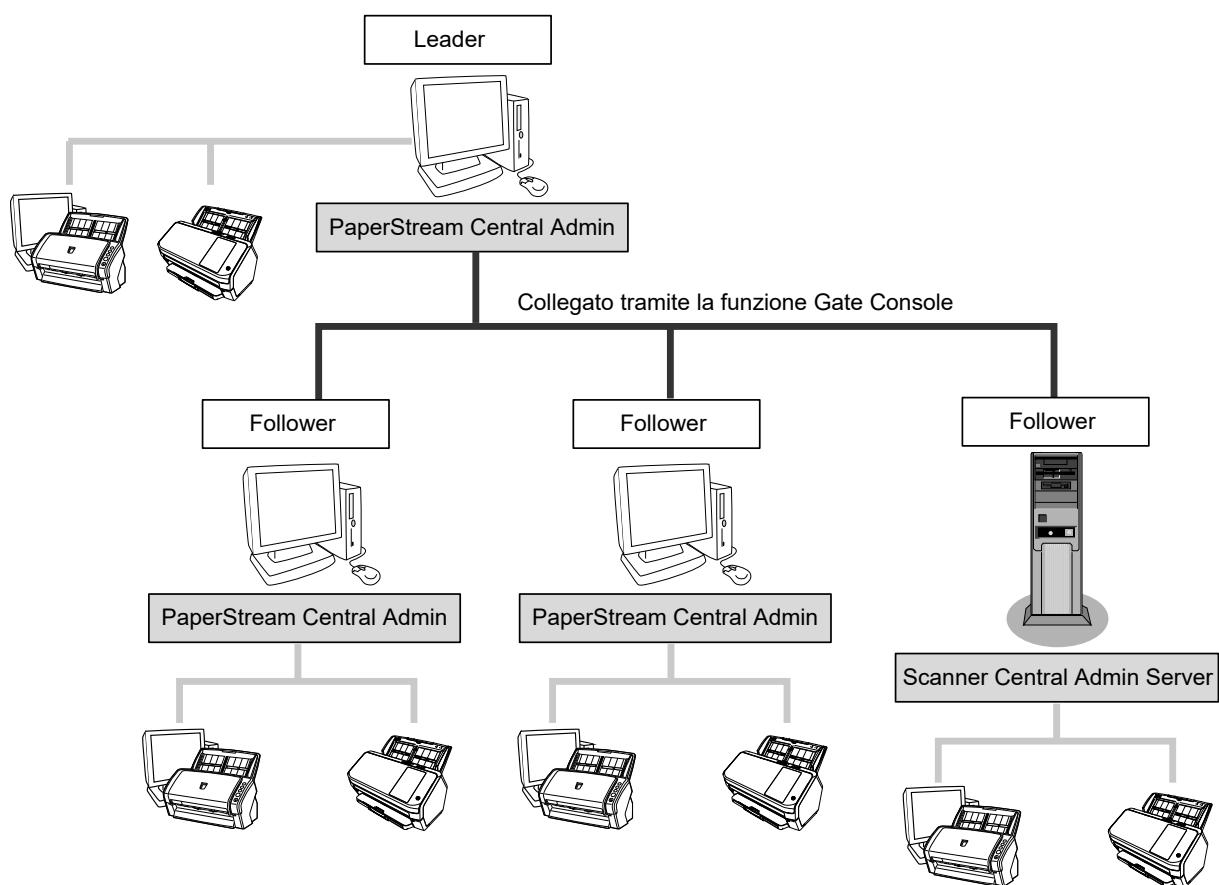 Leader
PaperStream Central Admin
Collegato tramite la funzione Gate Console
Follower
Follower
Follower
PaperStream Central Admin
PaperStream Central Admin
Scanner Central Admin Server